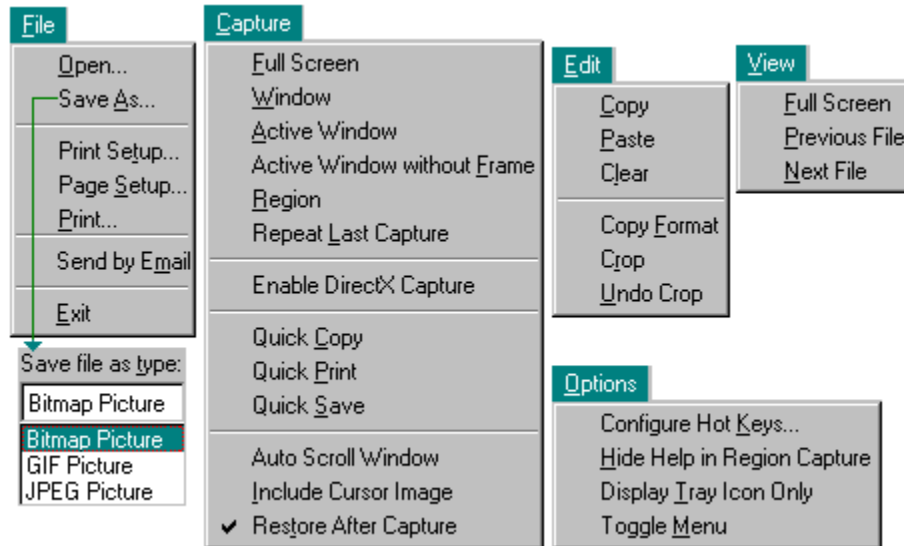 File
Open...
Save As...
Print Setup...
Page Setup...
Print...
Send by Email
Exit
Save file as type:
Bitmap Picture
Bitmap Picture
GIF Picture
JPEG Picture
Capture
Full Screen
Window
Active Window
Active Window without Frame
Region
Repeat Last Capture
Enable DirectX Capture
Quick Copy
Quick Print
Quick Save
Auto Scroll Window
Include Cursor Image
Restore After Capture
Edit
Copy
Paste
Clear
Copy Format
Crop
Undo Crop
View
Full Screen
Previous File
Next File
Options
Configure Hot Keys...
Hide Help in Region Capture
Display Tray Icon Only
Toggle Menu